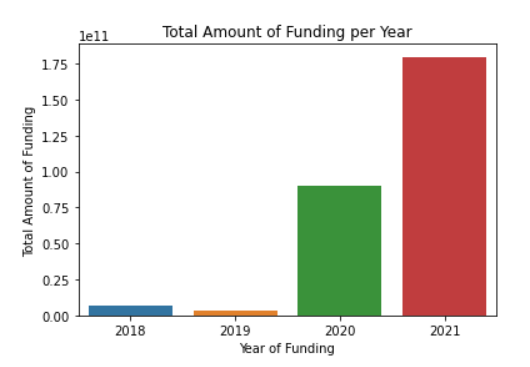 Total Amount of Funding per Year
1e11
1.75
1.50
1.25
1.00
0.75
0.50
0.25
0.00
Total Amount of Funding
2018 2019 2020 2021
Year of Funding